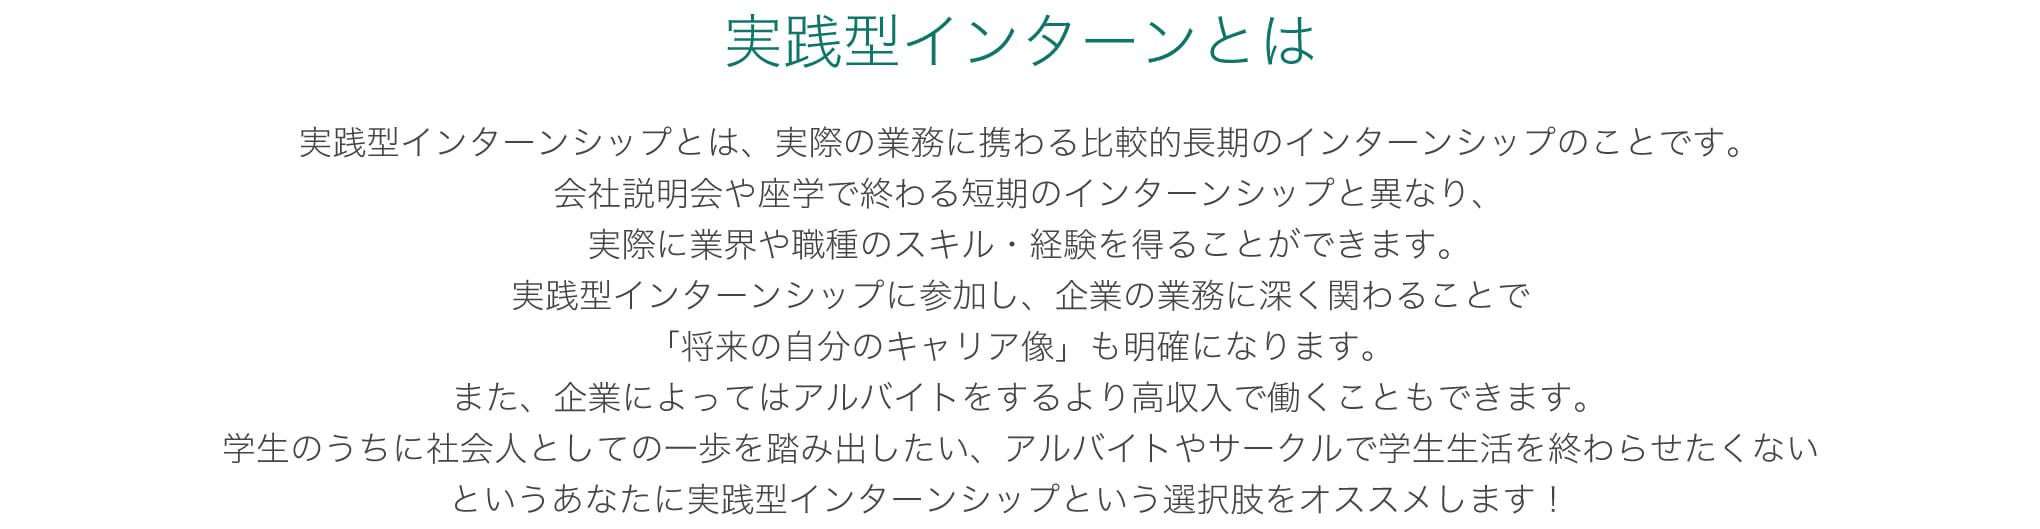 実践型インターンとは
実践型インターンシップとは、実際の業務に携わる比較的長期のインターンシップのことです。
会社説明会や座学で終わる短期のインターンシップと異なり、
実際に業界や職種のスキル・経験を得ることができます。
実践型インターンシップに参加し、企業の業務に深く関わることで
「将来の自分のキャリア像」も明確になります。
また、企業によってはアルバイトをするより高収入で働くこともできます。
学生のうちに社会人としての一歩を踏み出したい、アルバイトやサークルで学生生活を終わらせたくない
というあなたに実践型インターンシップという選択肢をオススメします！